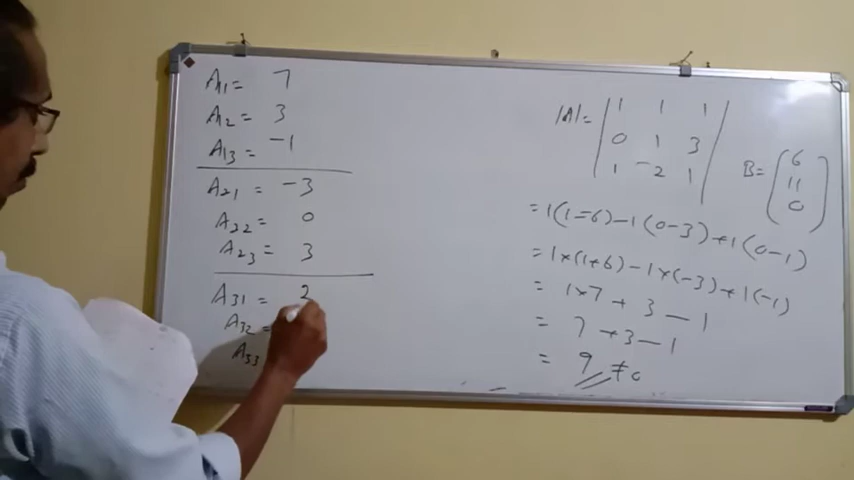 A11 = 7
A12 = 3
A13 = -1
A21 = -3
A32 = 0
A23 = 3
A31 = 2
A32 =
A33
|A| = | 1 1 1 |
| 0 1 3 |
| 1 -2 1 |
B = ( 6
11
0 )
= 1(1-=6) - 1(0-3) + 1(0-1)
= 1×(1+6) - 1×(-3) + 1(-1)
= 1×7 + 3 - 1
= 7 + 3 - 1
= 9 ≠ 0